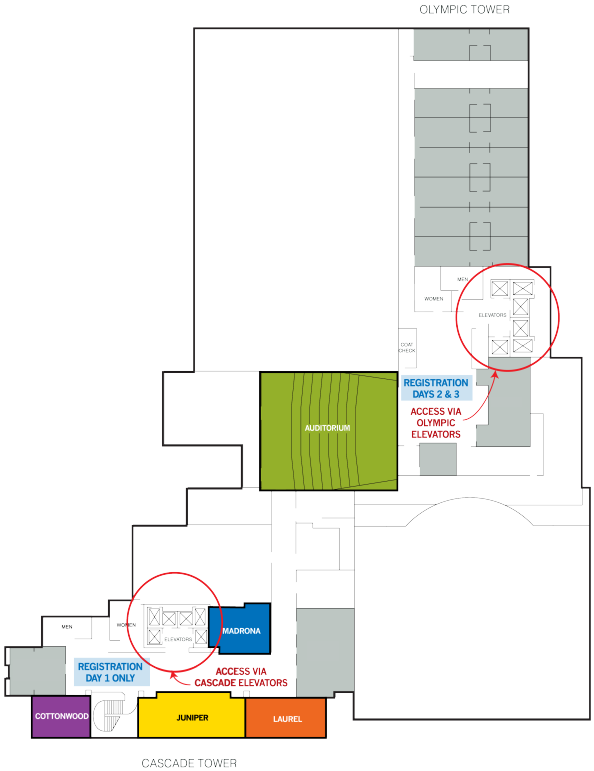 OLYMPIC TOWER
MEN
WOMEN
ELEVATORS
COAT
CHECK
REGISTRATION
DAYS 2 & 3
ACCESS VIA
OLYMPIC
ELEVATORS
AUDITORIUM
MEN
WOMEN
ELEVATORS
MADRONA
REGISTRATION
DAY 1 ONLY
ACCESS VIA
CASCADE ELEVATORS
COTTONWOOD
JUNIPER
LAUREL
CASCADE TOWER